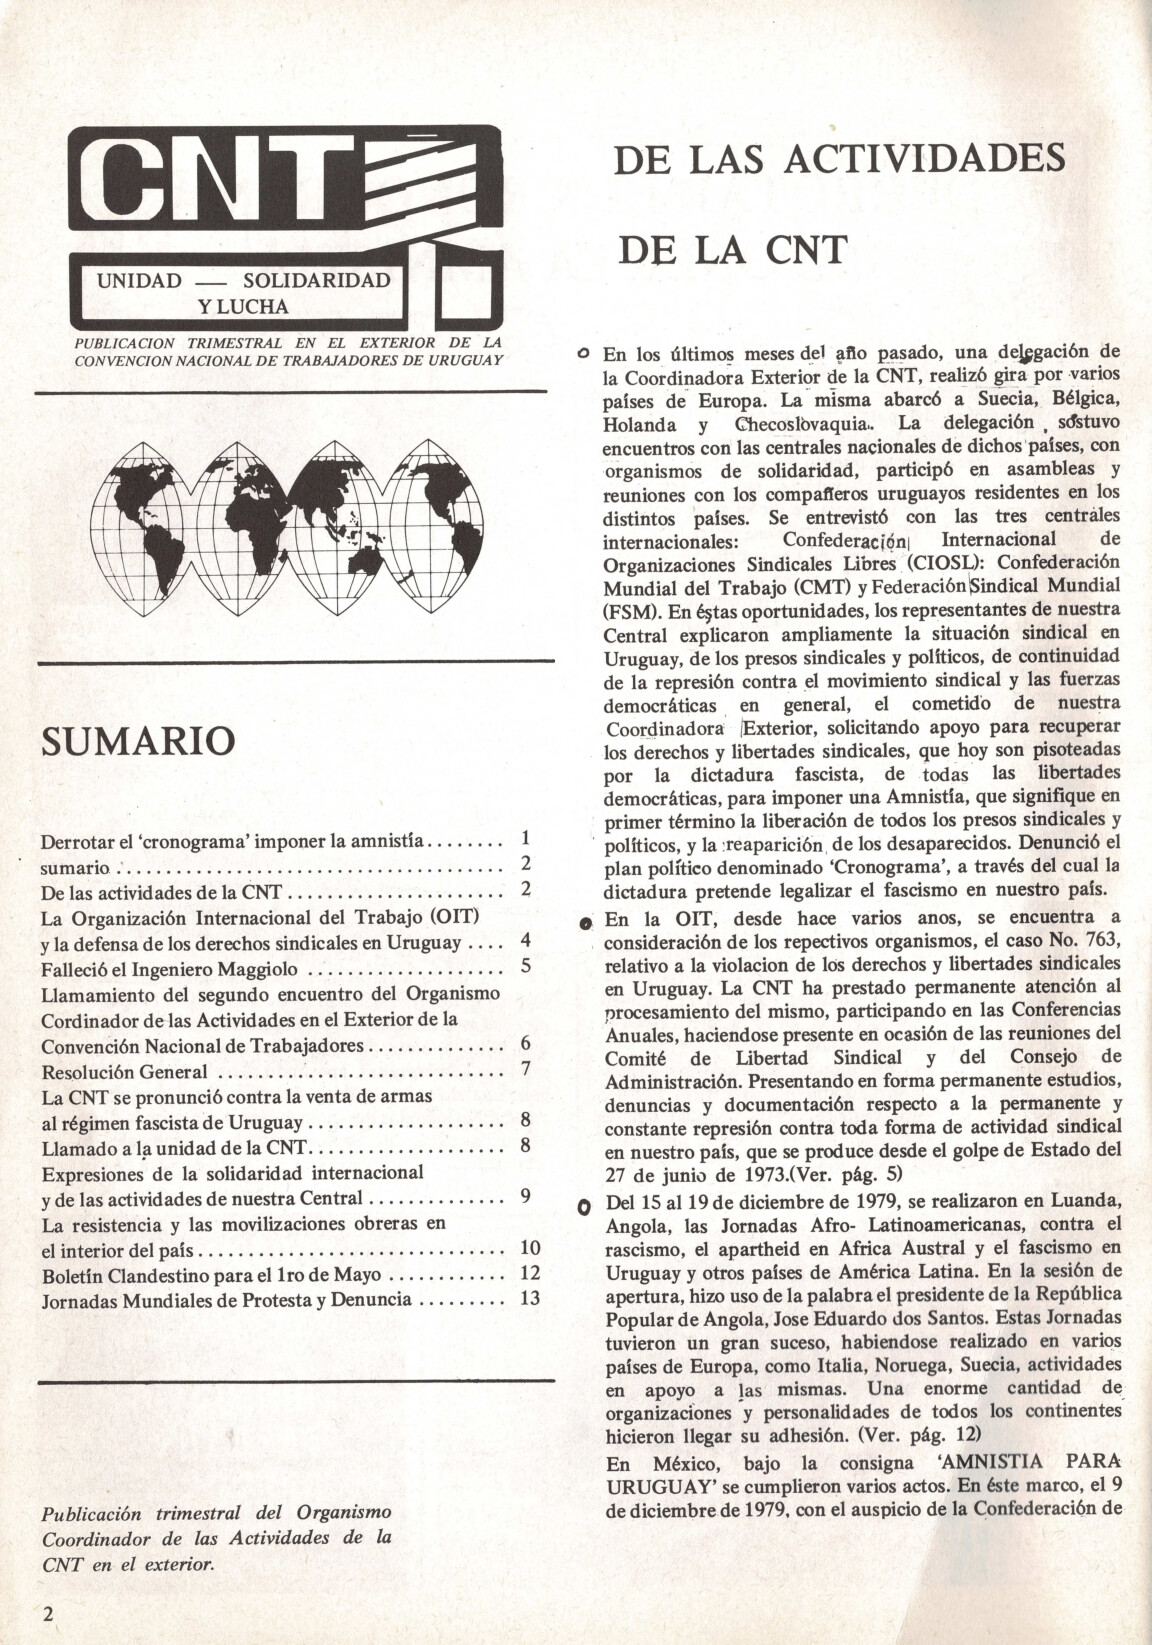 CNT
UNIDAD — SOLIDARIDAD
Y LUCHA
PUBLICACION TRIMESTRAL EN EL EXTERIOR DE LA
CONVENCION NACIONAL DE TRABAJADORES DE URUGUAY
SUMARIO
Derrotar el 'cronograma' imponer la amnistía........ 1
sumario ....................................... 2
De las actividades de la CNT ...................... 2
La Organización Internacional del Trabajo (OIT)
y la defensa de los derechos sindicales en Uruguay .... 4
Falleció el Ingeniero Maggiolo .................... 5
Llamamiento del segundo encuentro del Organismo
Cordinador de las Actividades en el Exterior de la
Convención Nacional de Trabajadores.............. 6
Resolución General ............................. 7
La CNT se pronunció contra la venta de armas
al régimen fascista de Uruguay .................... 8
Llamado a la unidad de la CNT.................... 8
Expresiones de la solidaridad internacional
y de las actividades de nuestra Central .............. 9
La resistencia y las movilizaciones obreras en
el interior del país............................... 10
Boletín Clandestino para el 1ro de Mayo ............ 12
Jornadas Mundiales de Protesta y Denuncia ......... 13
Publicación trimestral del Organismo
Coordinador de las Actividades de la
CNT en el exterior.
2
DE LAS ACTIVIDADES
DE LA CNT
En los últimos meses del año pasado, una delegación de
la Coordinadora Exterior de la CNT, realizó gira por varios
países de Europa. La misma abarcó a Suecia, Bélgica,
Holanda y Checoslovaquia. La delegación sostuvo
encuentros con las centrales nacionales de dichos países, con
organismos de solidaridad, participó en asambleas y
reuniones con los compañeros uruguayos residentes en los
distintos países. Se entrevistó con las tres centrales
internacionales: Confederación Internacional de
Organizaciones Sindicales Libres (CIOSL): Confederación
Mundial del Trabajo (CMT) y Federación Sindical Mundial
(FSM). En éstas oportunidades, los representantes de nuestra
Central explicaron ampliamente la situación sindical en
Uruguay, de los presos sindicales y políticos, de continuidad
de la represión contra el movimiento sindical y las fuerzas
democráticas en general, el cometido de nuestra
Coordinadora Exterior, solicitando apoyo para recuperar
los derechos y libertades sindicales, que hoy son pisoteadas
por la dictadura fascista, de todas las libertades
democráticas, para imponer una Amnistía, que signifique en
primer término la liberación de todos los presos sindicales y
políticos, y la reaparición de los desaparecidos. Denunció el
plan político denominado 'Cronograma', a través del cual la
dictadura pretende legalizar el fascismo en nuestro país.
En la OIT, desde hace varios anos, se encuentra a
consideración de los repectivos organismos, el caso No. 763,
relativo a la violacion de los derechos y libertades sindicales
en Uruguay. La CNT ha prestado permanente atención al
procesamiento del mismo, participando en las Conferencias
Anuales, haciendose presente en ocasión de las reuniones del
Comité de Libertad Sindical y del Consejo de
Administración. Presentando en forma permanente estudios,
denuncias y documentación respecto a la permanente y
constante represión contra toda forma de actividad sindical
en nuestro país, que se produce desde el golpe de Estado del
27 de junio de 1973.(Ver. pág. 5)
Del 15 al 19 de diciembre de 1979, se realizaron en Luanda,
Angola, las Jornadas Afro- Latinoamericanas, contra el
rascismo, el apartheid en Africa Austral y el fascismo en
Uruguay y otros países de América Latina. En la sesión de
apertura, hizo uso de la palabra el presidente de la República
Popular de Angola, Jose Eduardo dos Santos. Estas Jornadas
tuvieron un gran suceso, habiendose realizado en varios
países de Europa, como Italia, Noruega, Suecia, actividades
en apoyo a las mismas. Una enorme cantidad de
organizaciones y personalidades de todos los continentes
hicieron llegar su adhesión. (Ver. pág. 12)
En México, bajo la consigna 'AMNISTIA PARA
URUGUAY' se cumplieron varios actos. En éste marco, el 9
de diciembre de 1979, con el auspicio de la Confederación de